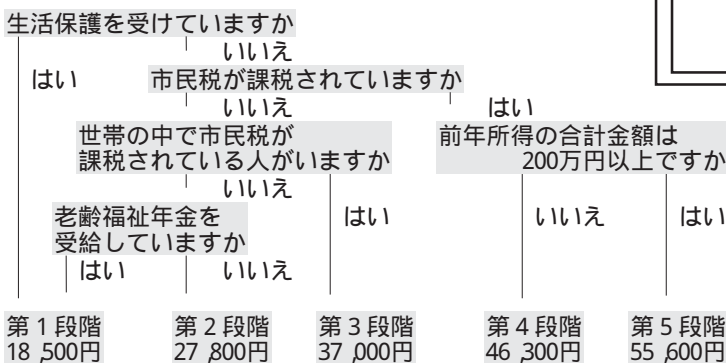 生活保護を受けていますか
いいえ
はい
市民税が課税されていますか
いいえ
はい
世帯の中で市民税が
課税されている人がいますか
前年所得の合計金額は
200万円以上ですか
いいえ
老齢福祉年金を
受給していますか
はい
いいえ
はい
いいえ
はい
第1段階
18,500円
第2段階
27,800円
第3段階
37,000円
第4段階
46,300円
第5段階
55,600円